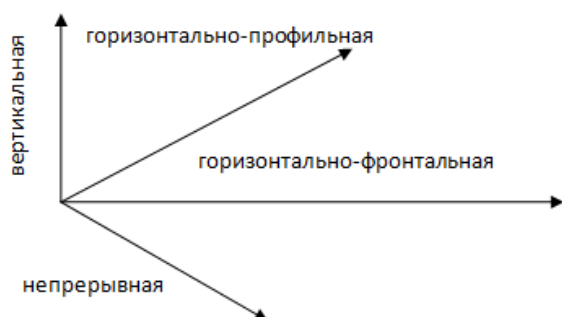 горизонтально-профильная
вертикальная
горизонтально-фронтальная
непрерывная